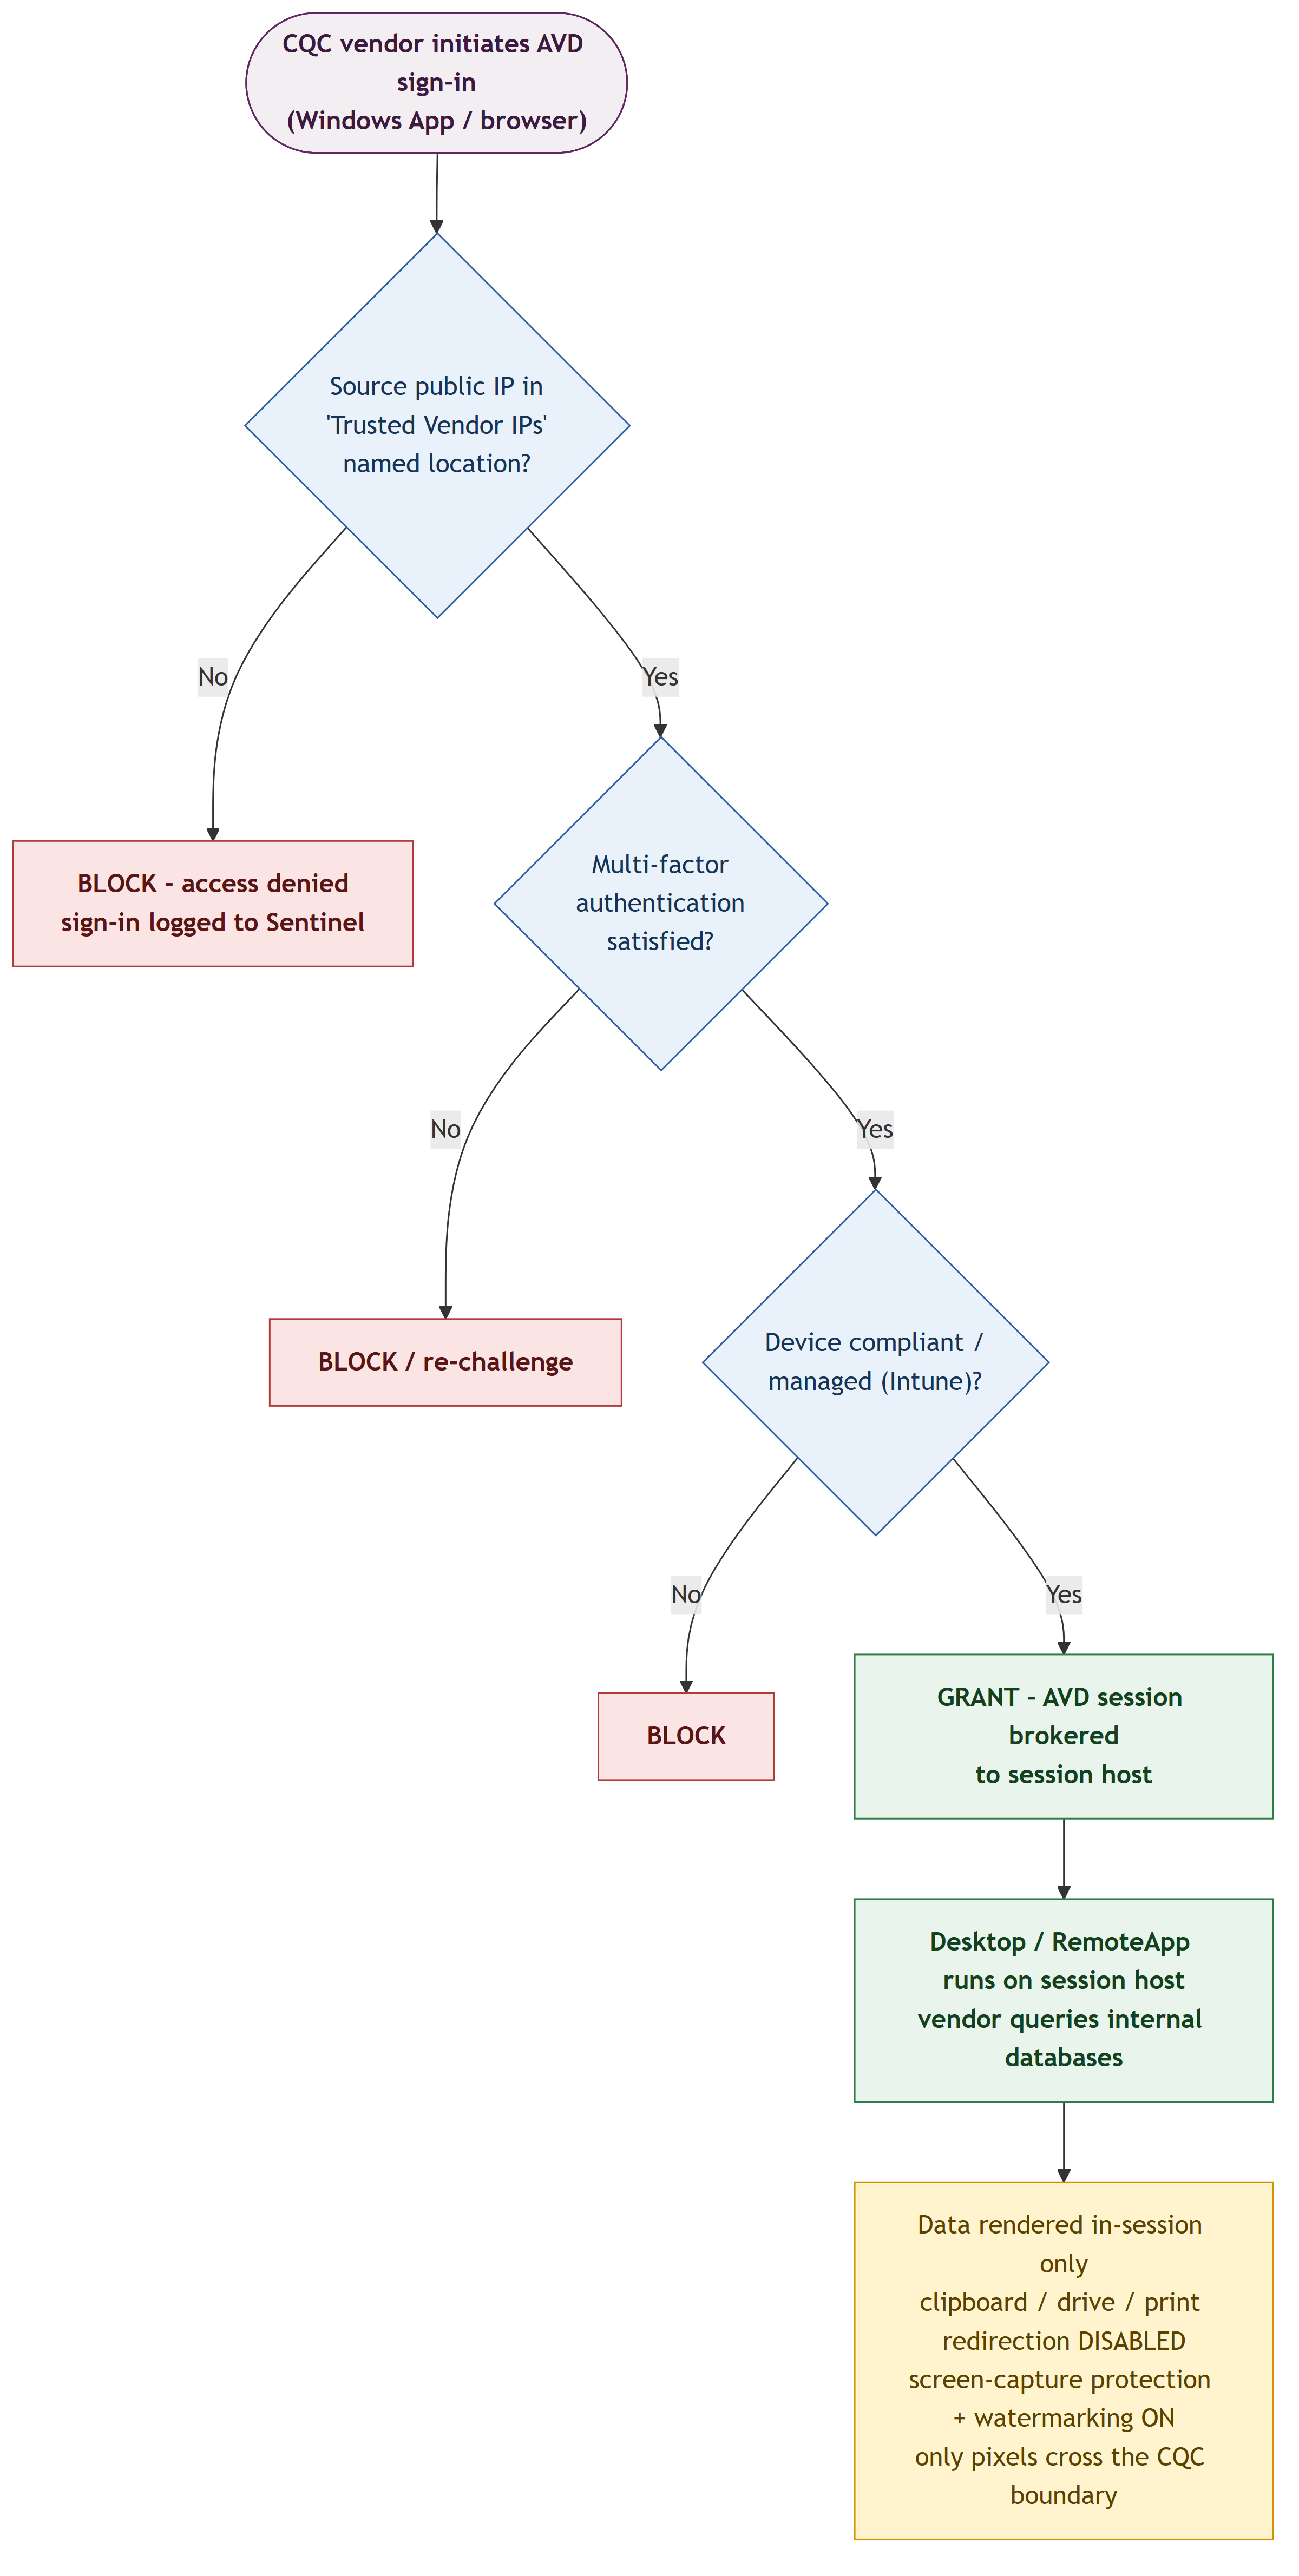 CQC vendor initiates AVD
sign-in
(Windows App / browser)
Source public IP in
'Trusted Vendor IPs'
named location?
No
Yes
BLOCK - access denied
sign-in logged to Sentinel
Multi-factor
authentication
satisfied?
No
Yes
BLOCK / re-challenge
Device compliant /
managed (Intune)?
No
Yes
BLOCK
GRANT - AVD session
brokered
to session host
Desktop / RemoteApp
runs on session host
vendor queries internal
databases
Data rendered in-session
only
clipboard / drive / print
redirection DISABLED
screen-capture protection
+ watermarking ON
only pixels cross the CQC
boundary